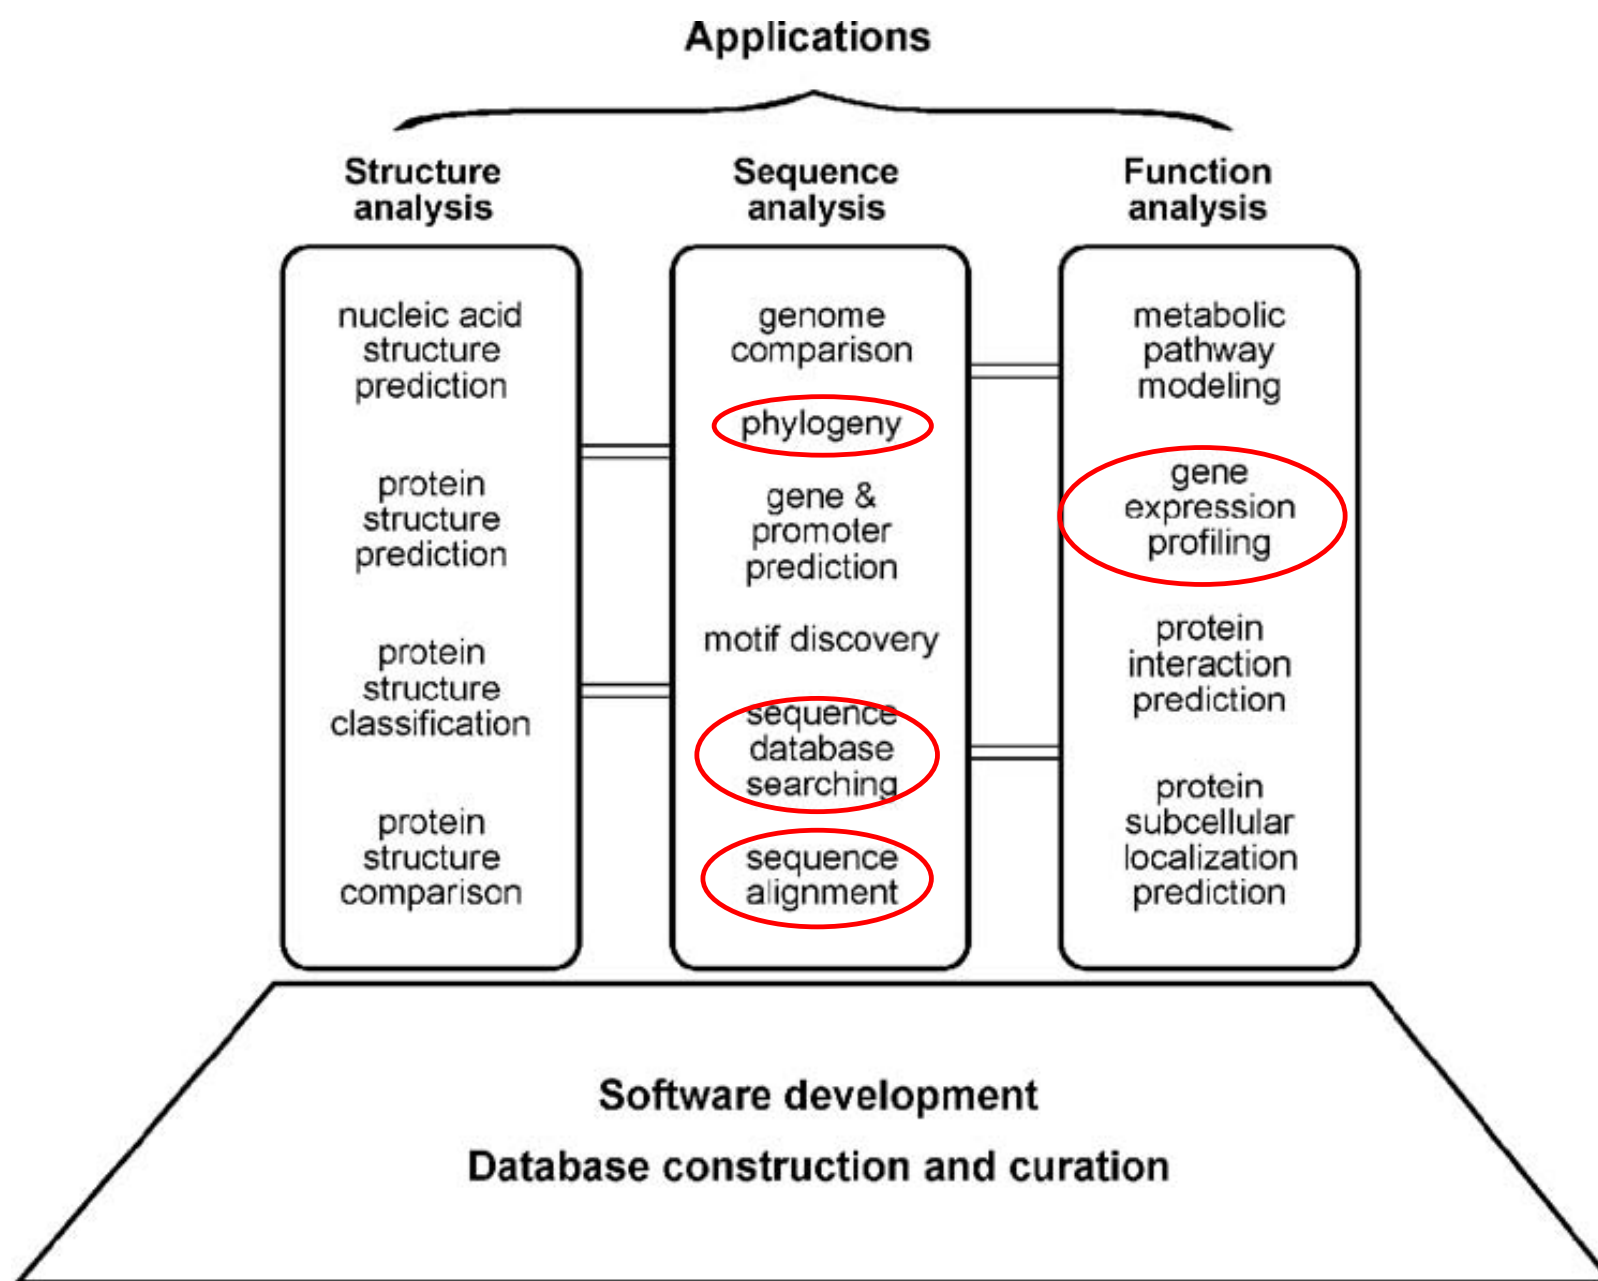 Applications
Structure
analysis
nucleic acid
structure
prediction
protein
structure
prediction
protein
structure
classification
protein
structure
comparison
Sequence
analysis
genome
comparison
phylogeny
gene &
promoter
prediction
motif discovery
sequence
database
searching
sequence
alignment
Function
analysis
metabolic
pathway
modeling
gene
expression
profiling
protein
interaction
prediction
protein
subcellular
localization
prediction
Software development
Database construction and curation